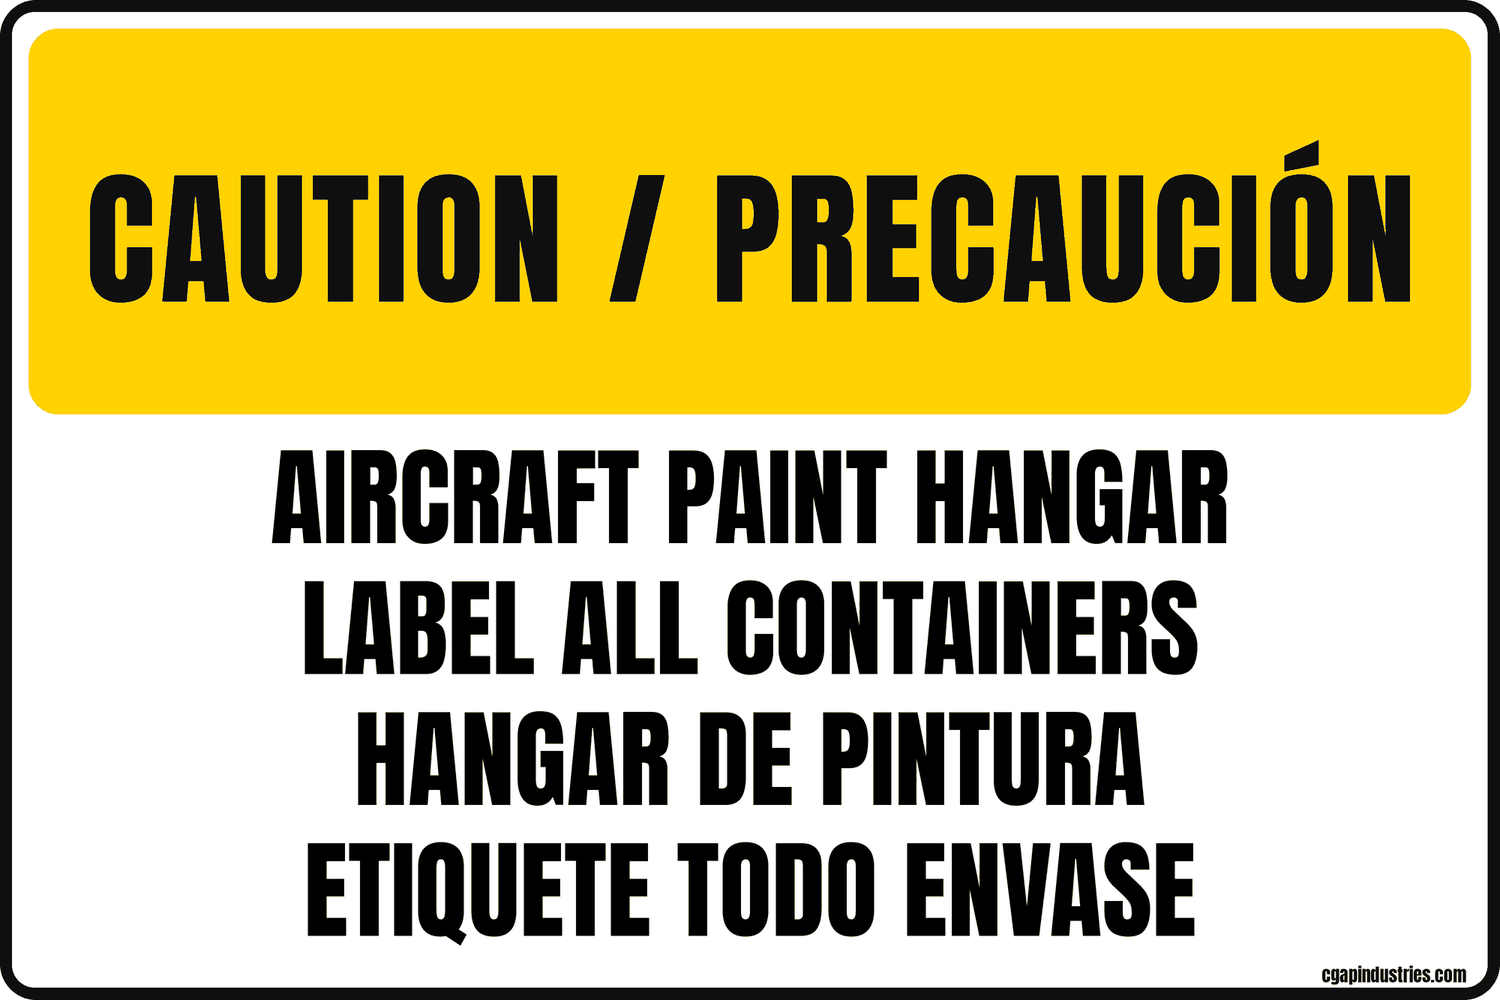 CAUTION / PRECAUCIÓN
AIRCRAFT PAINT HANGAR
LABEL ALL CONTAINERS
HANGAR DE PINTURA
ETIQUETE TODO ENVASE
cgapindustries.com